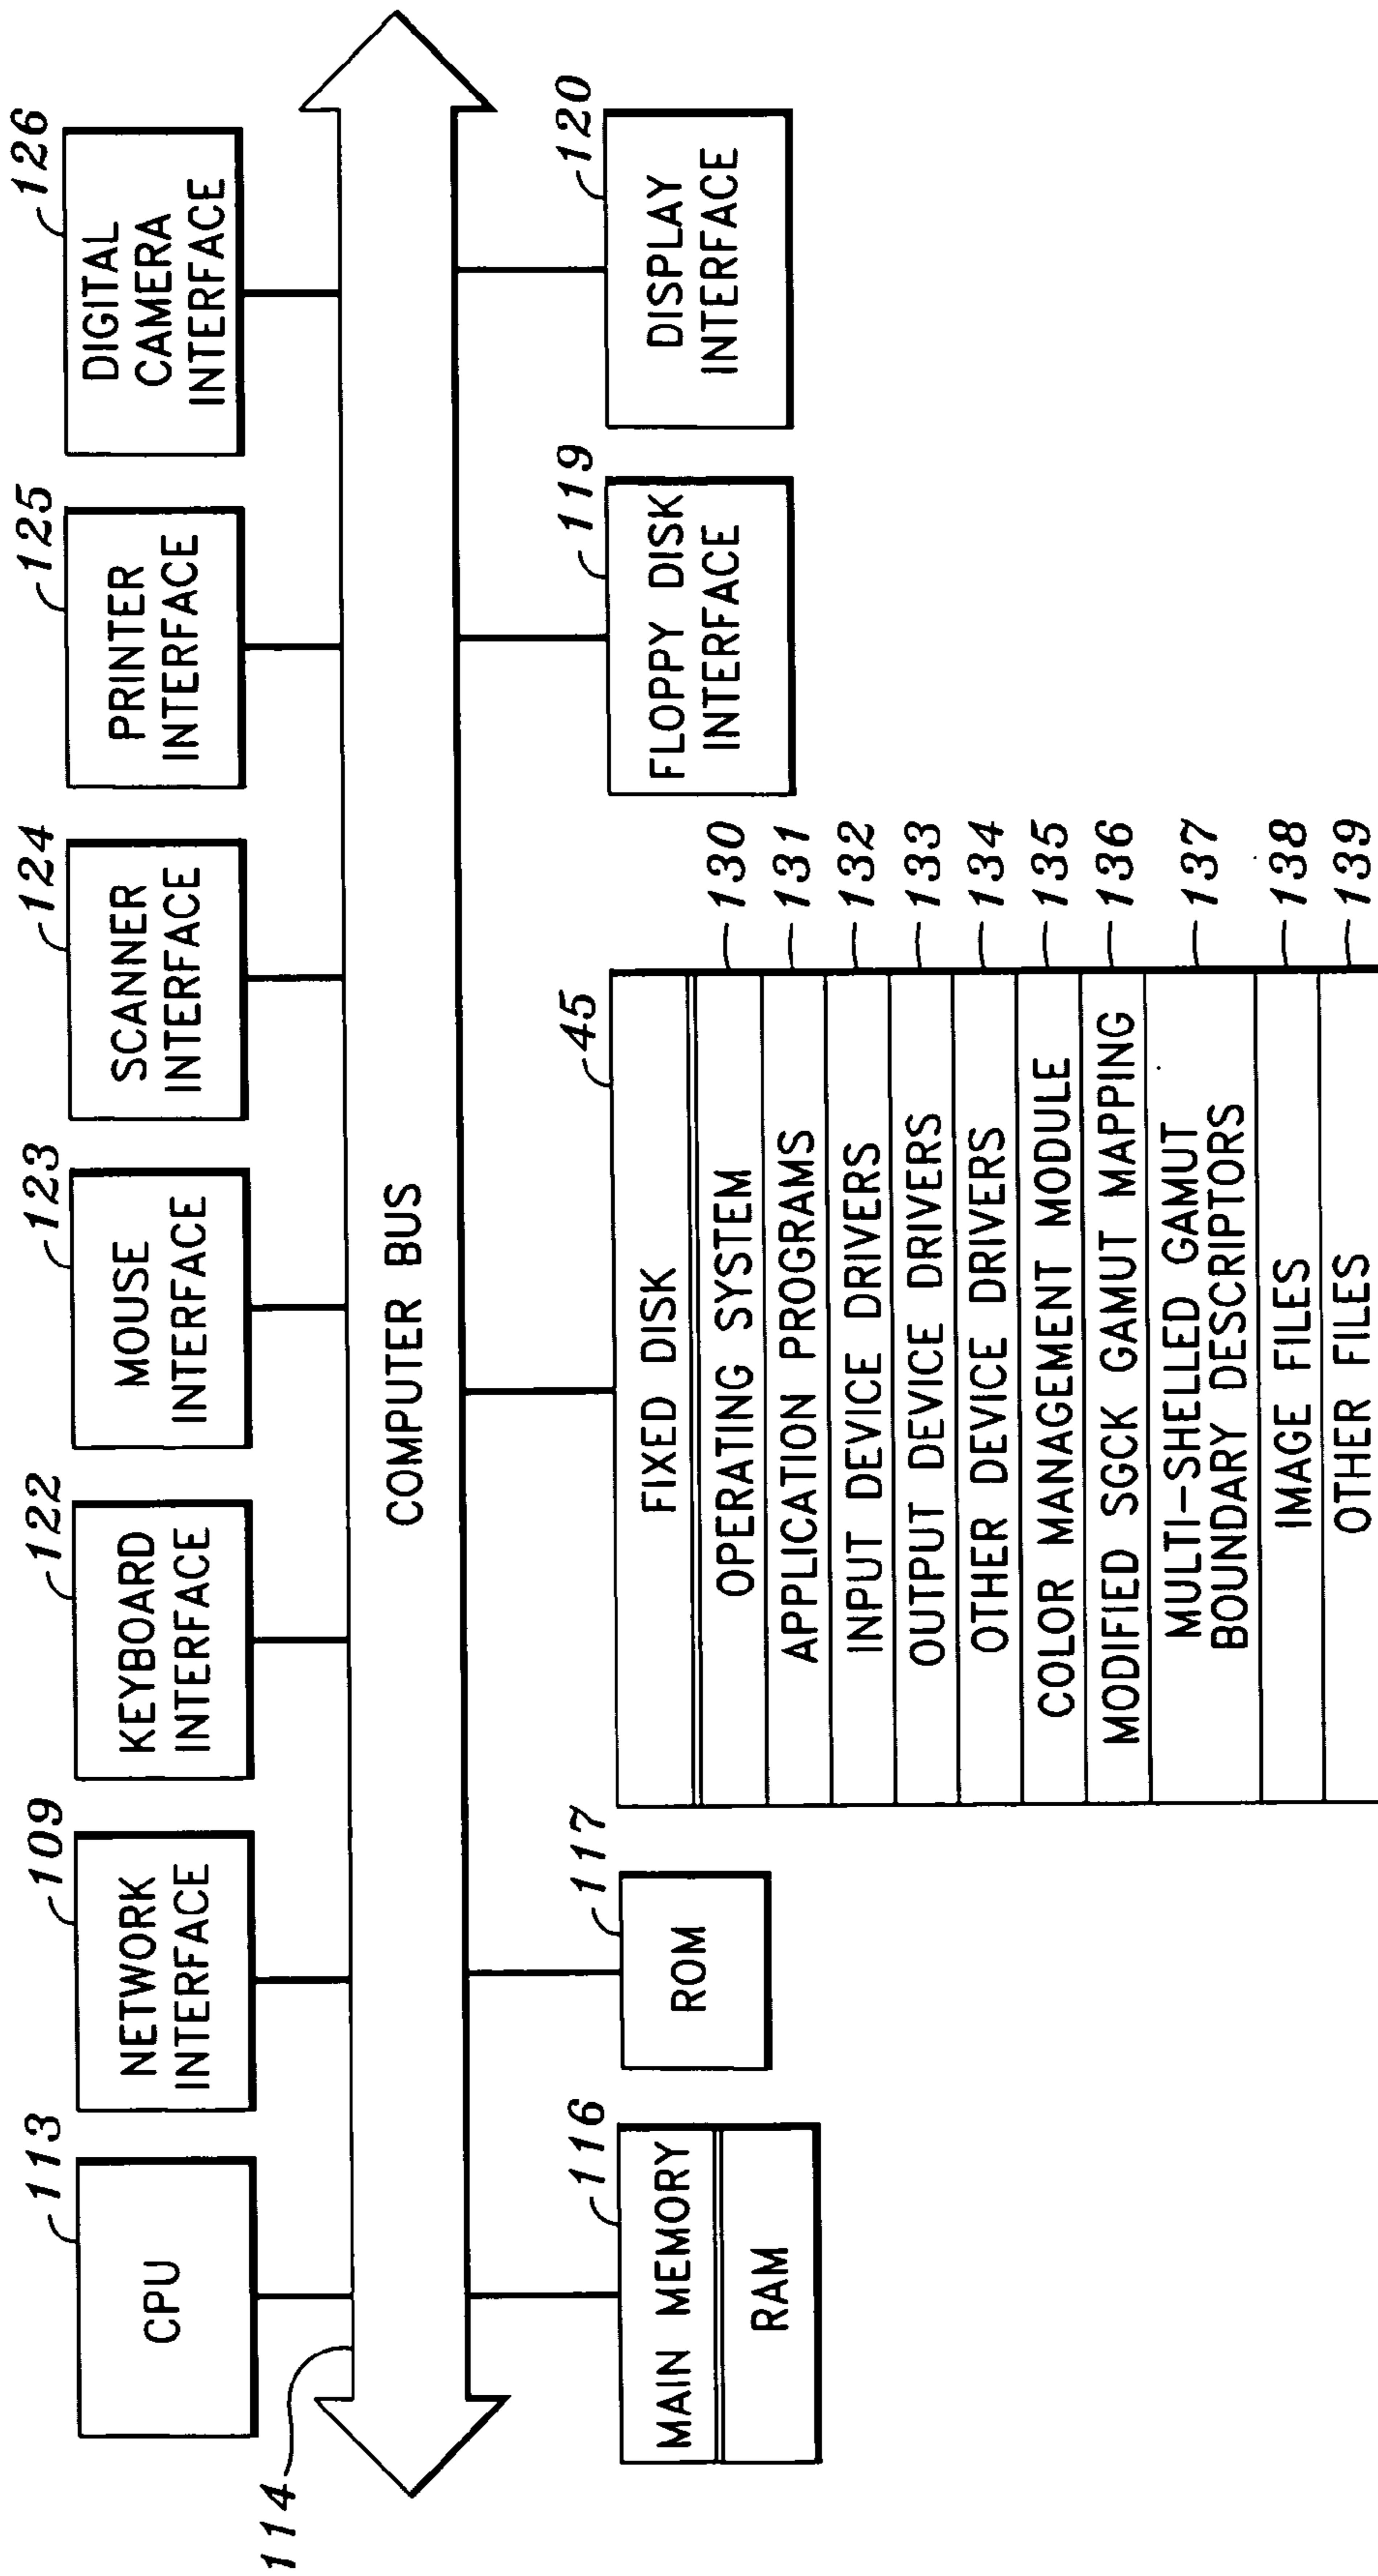 113
CPU
109
NETWORK
INTERFACE
122
KEYBOARD
INTERFACE
123
MOUSE
INTERFACE
124
SCANNER
INTERFACE
125
PRINTER
INTERFACE
126
DIGITAL
CAMERA
INTERFACE
114
COMPUTER BUS
116
MAIN MEMORY
RAM
117
ROM
45
FIXED DISK
OPERATING SYSTEM
130
APPLICATION PROGRAMS
131
INPUT DEVICE DRIVERS
132
OUTPUT DEVICE DRIVERS
133
OTHER DEVICE DRIVERS
134
COLOR MANAGEMENT MODULE
135
MODIFIED SGCK GAMUT MAPPING
136
MULTI-SHELLED GAMUT
BOUNDARY DESCRIPTORS
137
IMAGE FILES
138
OTHER FILES
139
119
FLOPPY DISK
INTERFACE
120
DISPLAY
INTERFACE